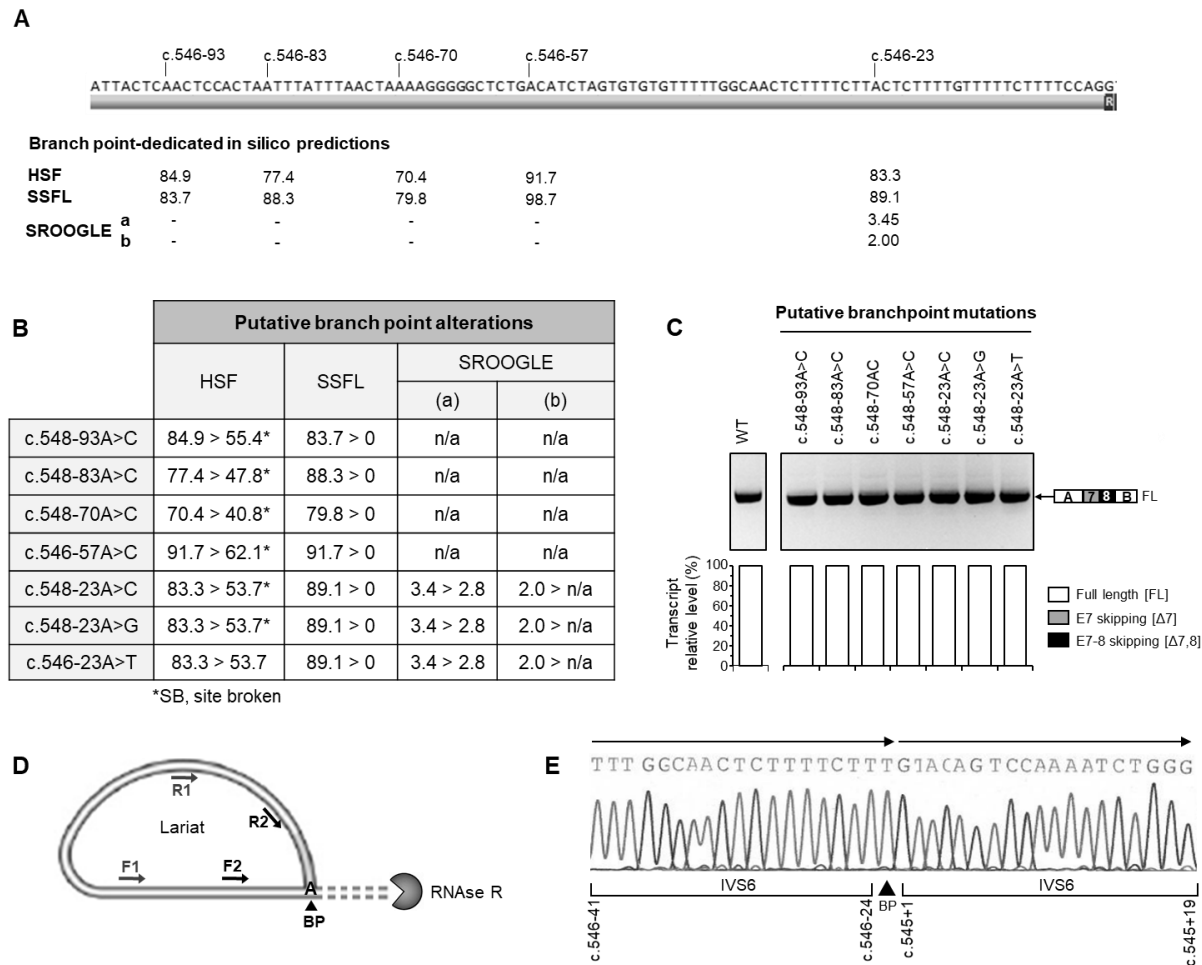 A
c.546-93 c.546-83 c.546-70 c.546-57 c.546-23
ATTACTCAACTCCACTAATTTATTTAACTAAAAGGGGGCTCTGACATCTAGTGTGTGTTTTTGGCAACTCTTTTCTTACTCTTTTGTTTTTCTTTTCCAGG
R
Branch point-dedicated in silico predictions
HSF 84.9 77.4 70.4 91.7 83.3
SSFL 83.7 88.3 79.8 98.7 89.1
SROOGLE
a - - - - 3.45
b - - - - 2.00
B
Putative branch point alterations
HSF SSFL SROOGLE
(a) (b)
c.548-93A>C 84.9 > 55.4* 83.7 > 0 n/a n/a
c.548-83A>C 77.4 > 47.8* 88.3 > 0 n/a n/a
c.548-70A>C 70.4 > 40.8* 79.8 > 0 n/a n/a
c.546-57A>C 91.7 > 62.1* 91.7 > 0 n/a n/a
c.548-23A>C 83.3 > 53.7* 89.1 > 0 3.4 > 2.8 2.0 > n/a
c.548-23A>G 83.3 > 53.7* 89.1 > 0 3.4 > 2.8 2.0 > n/a
c.546-23A>T 83.3 > 53.7 89.1 > 0 3.4 > 2.8 2.0 > n/a
*SB, site broken
C
Putative branchpoint mutations
WT
c.548-93A>C
c.548-83A>C
c.548-70AC
c.548-57A>C
c.548-23A>C
c.548-23A>G
c.548-23A>T
A 7 8 B FL
Transcript relative level (%)
100
80
60
40
20
0
Full length [FL]
E7 skipping [Δ7]
E7-8 skipping [Δ7,8]
D
R1
Lariat
R2
F1 F2
A
BP
RNAse R
E
T T T G G C A A C T C T T T T C T T T G T A C A G T C C A A A A T C T G G G
IVS6 BP IVS6
c.546-41
c.546-24
c.545+1
c.545+19